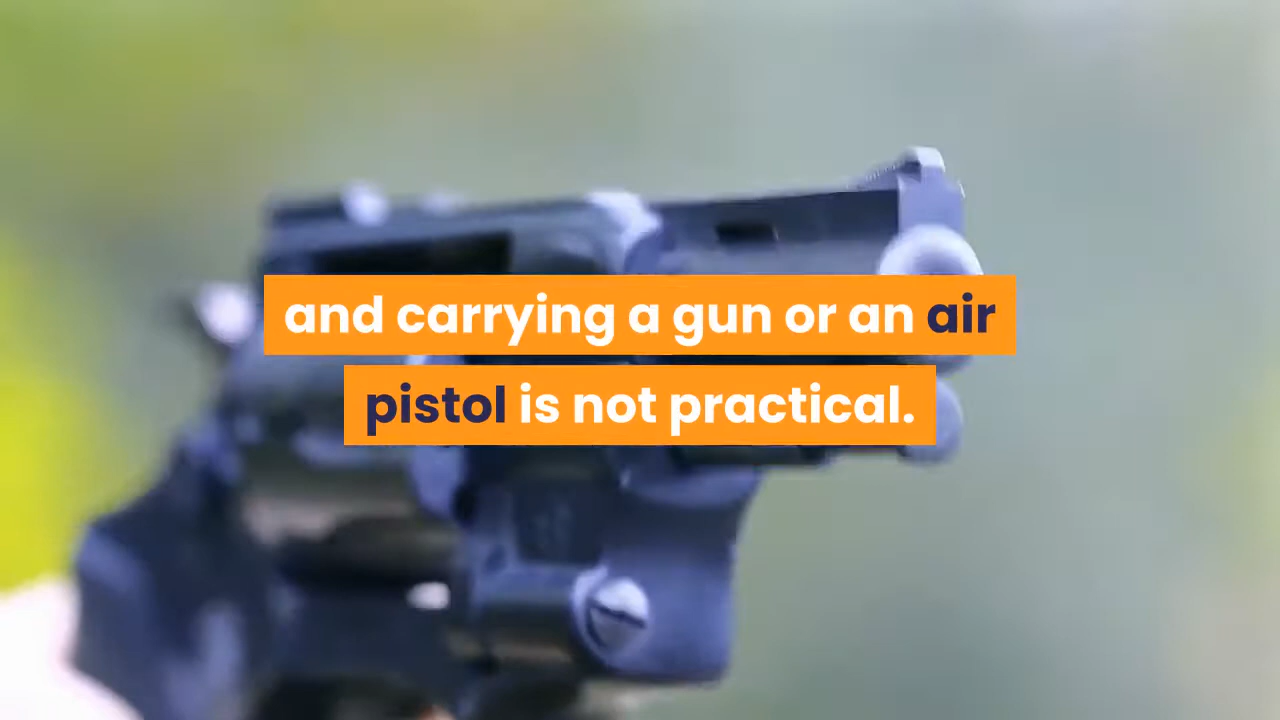 and carrying a gun or an air
pistol is not practical.